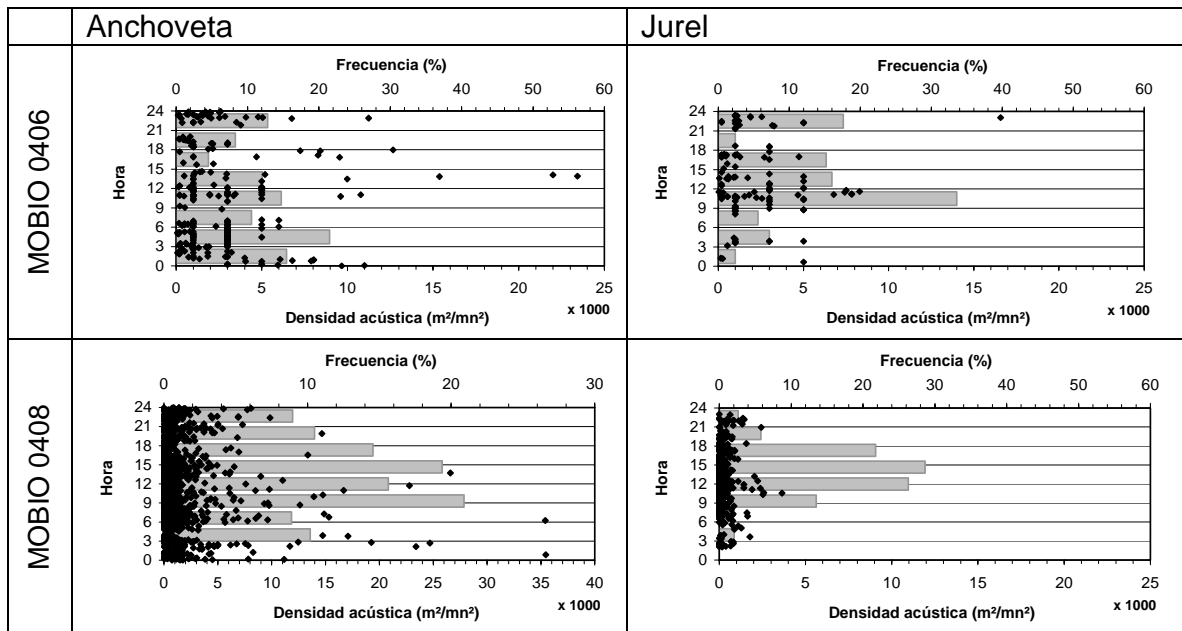 Anchoveta
Jurel
MOBIO 0406
Frecuencia (%)
0 10 20 30 40 50 60
24
21
18
15
12
9
6
3
0
Hora
0 5 10 15 20 25
Densidad acústica (m²/mn²)
x 1000
Frecuencia (%)
0 10 20 30 40 50 60
24
21
18
15
12
9
6
3
0
Hora
0 5 10 15 20 25
Densidad acústica (m²/mn²)
x 1000
MOBIO 0408
Frecuencia (%)
0 10 20 30
24
21
18
15
12
9
6
3
0
Hora
0 5 10 15 20 25 30 35 40
Densidad acústica (m²/mn²)
x 1000
Frecuencia (%)
0 10 20 30 40 50 60
24
21
18
15
12
9
6
3
0
Hora
0 5 10 15 20 25
Densidad acústica (m²/mn²)
x 1000